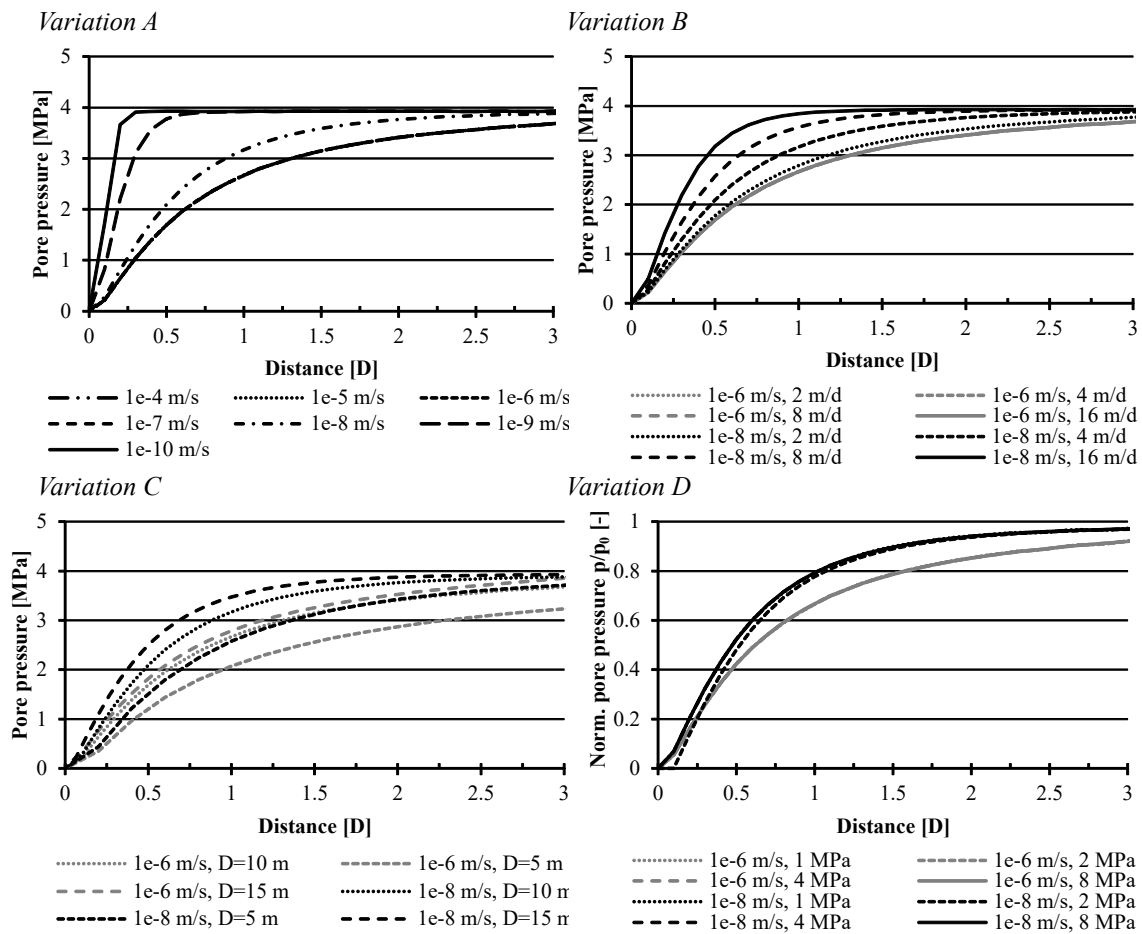 Variation A
Variation B
5
4
3
2
1
0
Pore pressure [MPa]
0 0.5 1 1.5 2 2.5 3
Distance [D]
1e-4 m/s 1e-5 m/s 1e-6 m/s
1e-7 m/s 1e-8 m/s 1e-9 m/s
1e-10 m/s
5
4
3
2
1
0
Pore pressure [MPa]
0 0.5 1 1.5 2 2.5 3
Distance [D]
1e-6 m/s, 2 m/d 1e-6 m/s, 4 m/d
1e-6 m/s, 8 m/d 1e-6 m/s, 16 m/d
1e-8 m/s, 2 m/d 1e-8 m/s, 4 m/d
1e-8 m/s, 8 m/d 1e-8 m/s, 16 m/d
Variation C
Variation D
5
4
3
2
1
0
Pore pressure [MPa]
0 0.5 1 1.5 2 2.5 3
Distance [D]
1e-6 m/s, D=10 m 1e-6 m/s, D=5 m
1e-6 m/s, D=15 m 1e-8 m/s, D=10 m
1e-8 m/s, D=5 m 1e-8 m/s, D=15 m
1
0.8
0.6
0.4
0.2
0
Norm. pore pressure p/p₀ [-]
0 0.5 1 1.5 2 2.5 3
Distance [D]
1e-6 m/s, 1 MPa 1e-6 m/s, 2 MPa
1e-6 m/s, 4 MPa 1e-6 m/s, 8 MPa
1e-8 m/s, 1 MPa 1e-8 m/s, 2 MPa
1e-8 m/s, 4 MPa 1e-8 m/s, 8 MPa